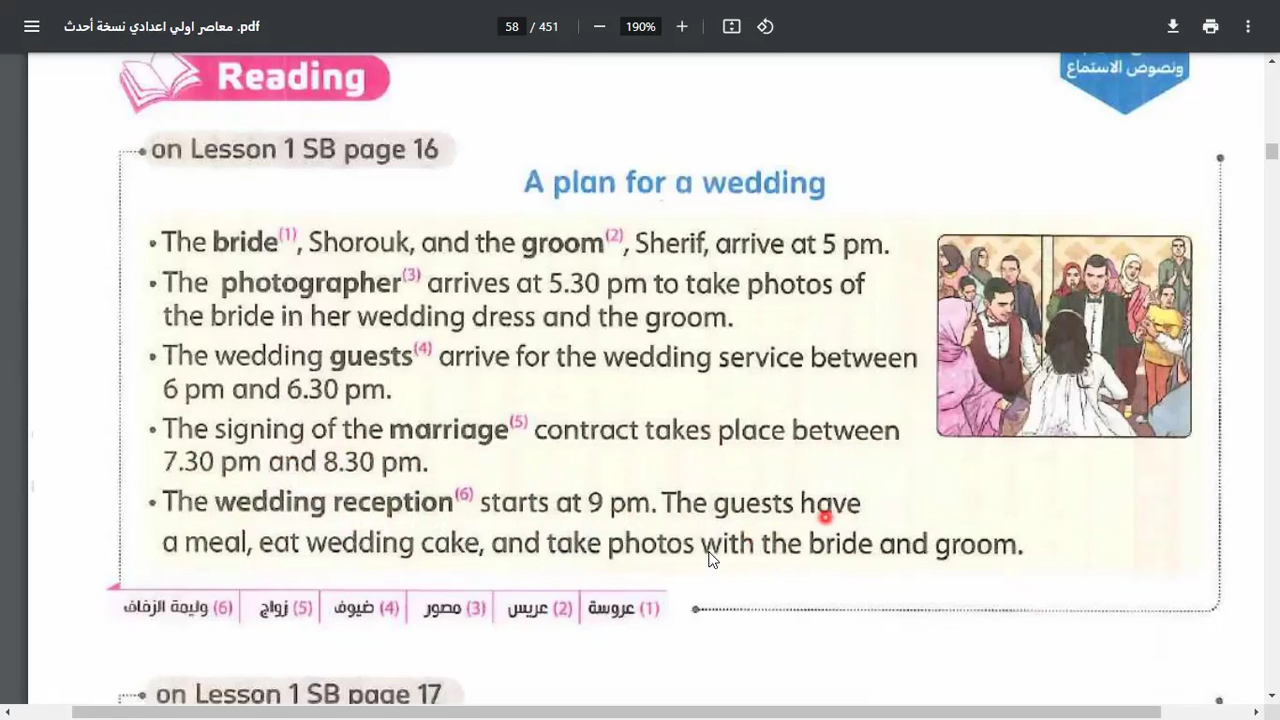 معاصر اولي اعدادي نسخة أحدث .pdf
58 / 451
190%
Reading
ونصوص الاستماع
on Lesson 1 SB page 16
A plan for a wedding
• The bride(1), Shorouk, and the groom(2), Sherif, arrive at 5 pm.
• The photographer(3) arrives at 5.30 pm to take photos of
the bride in her wedding dress and the groom.
• The wedding guests(4) arrive for the wedding service between
6 pm and 6.30 pm.
• The signing of the marriage(5) contract takes place between
7.30 pm and 8.30 pm.
• The wedding reception(6) starts at 9 pm. The guests have
a meal, eat wedding cake, and take photos with the bride and groom.
(1) عروسة (2) عريس (3) مصور (4) ضيوف (5) زواج (6) وليمة الزفاف
on Lesson 1 SB page 17